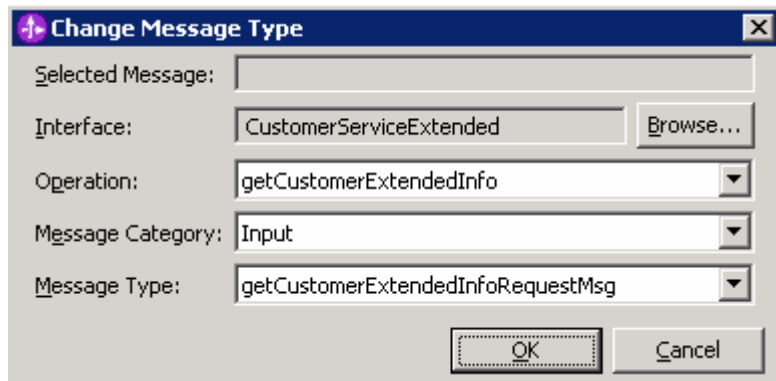 Change Message Type
Selected Message:
Interface: CustomerServiceExtended Browse...
Operation: getCustomerExtendedInfo
Message Category: Input
Message Type: getCustomerExtendedInfoRequestMsg
OK Cancel